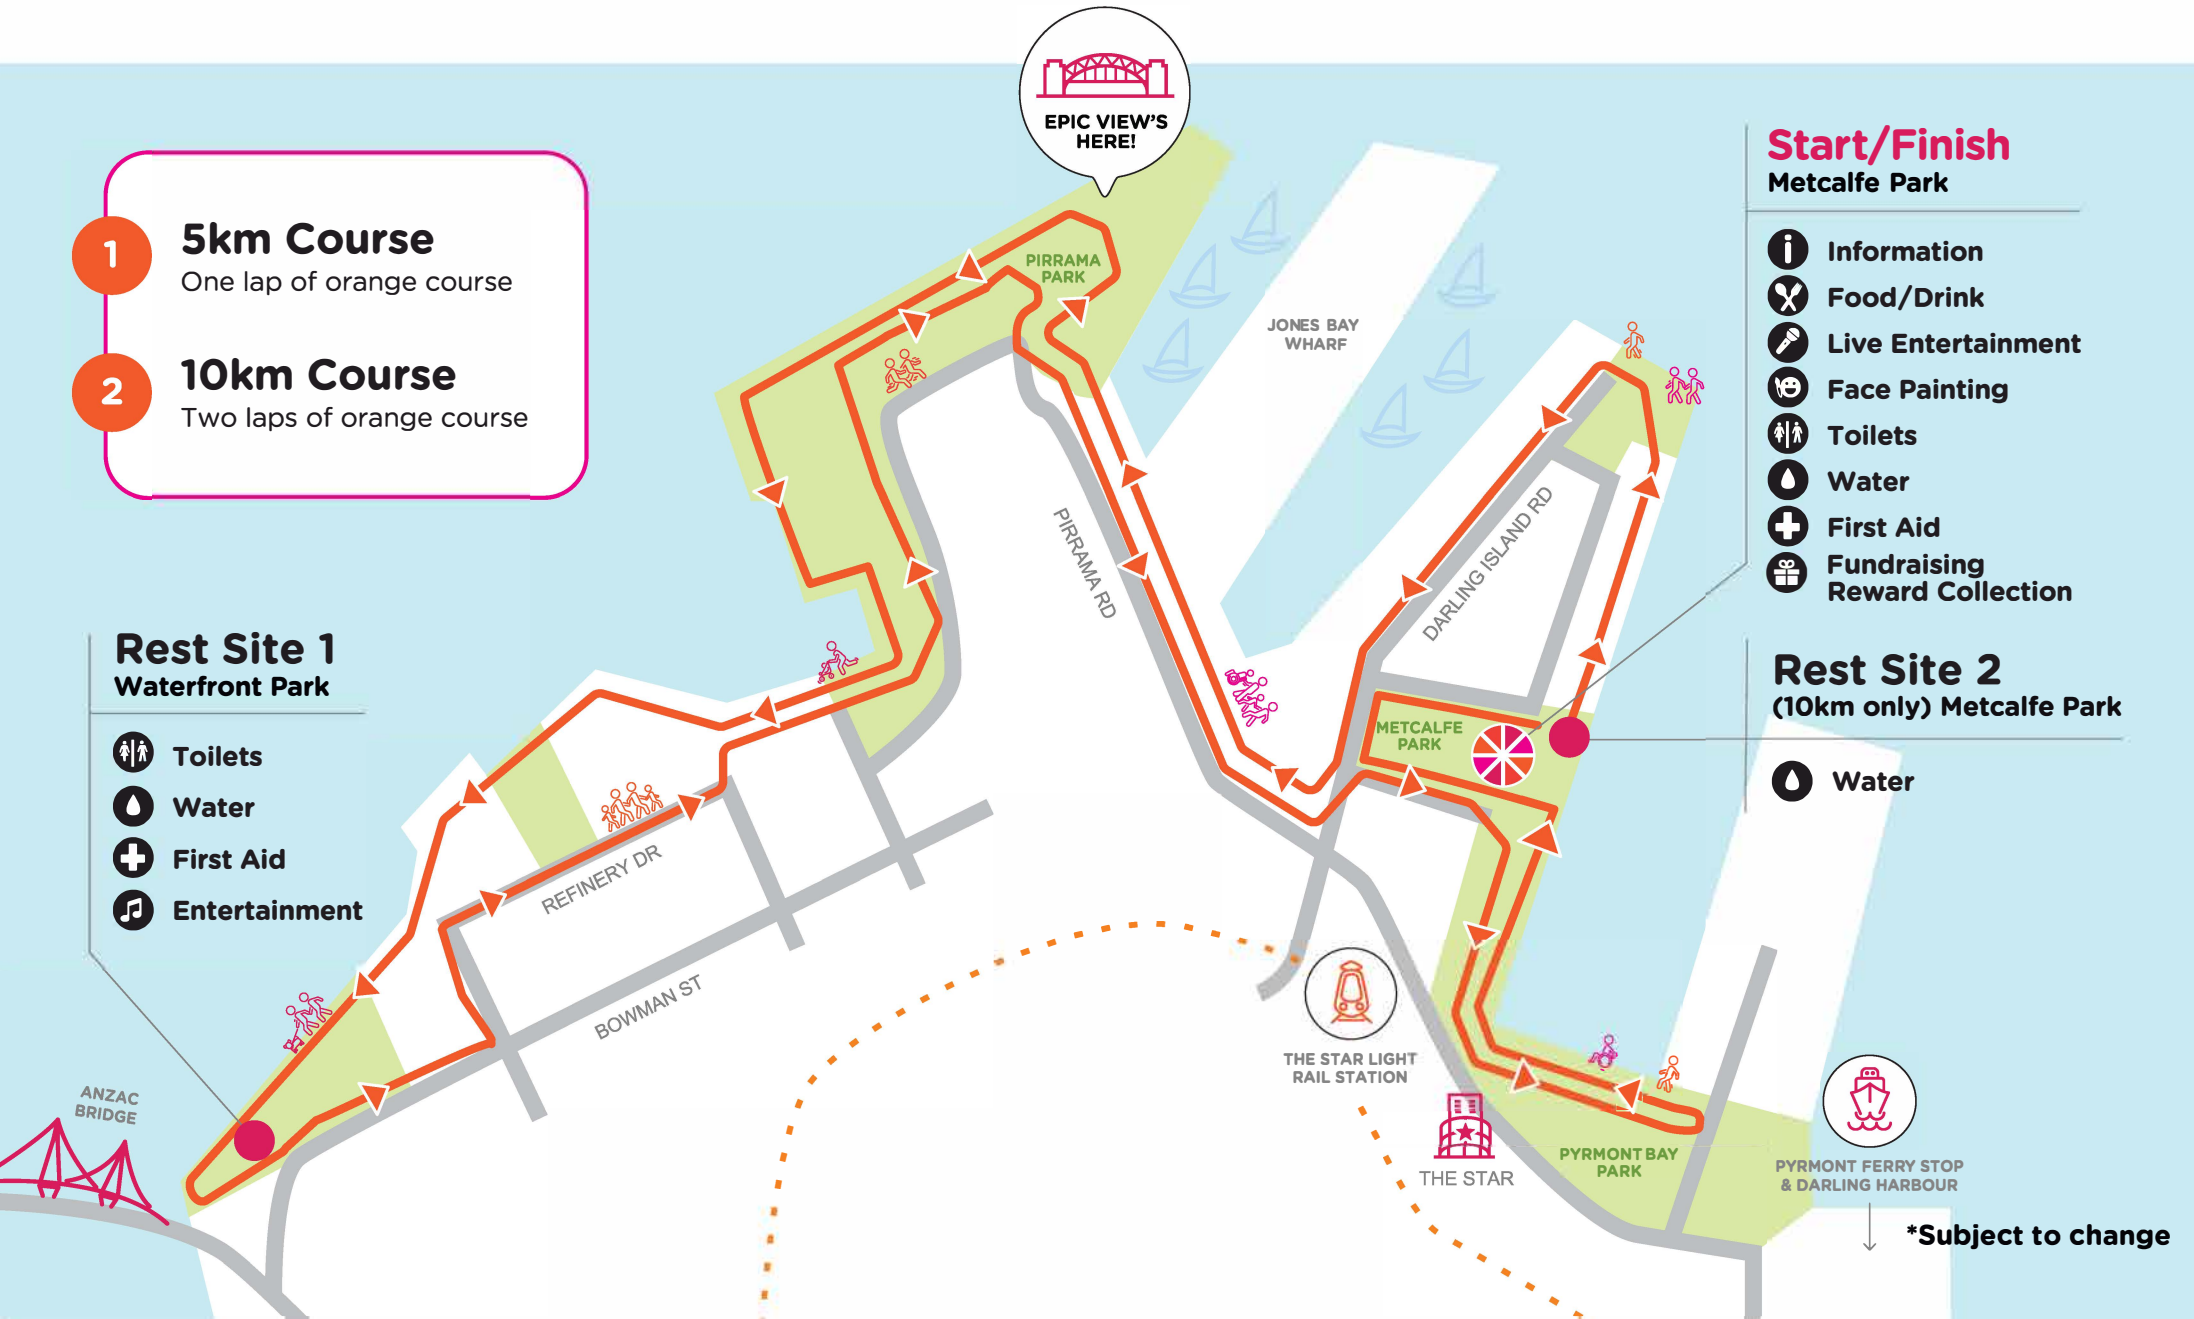 EPIC VIEW'S
HERE!
1
5km Course
One lap of orange course
2
10km Course
Two laps of orange course
Start/Finish
Metcalfe Park
Information
Food/Drink
Live Entertainment
Face Painting
Toilets
Water
First Aid
Fundraising
Reward Collection
Rest Site 2
(10km only) Metcalfe Park
Water
Rest Site 1
Waterfront Park
Toilets
Water
First Aid
Entertainment
PIRRAMA
PARK
JONES BAY
WHARF
PIRRAMA RD
DARLING ISLAND RD
METCALFE
PARK
REFINERY DR
BOWMAN ST
ANZAC
BRIDGE
THE STAR LIGHT
RAIL STATION
THE STAR
PYRMONT BAY
PARK
PYRMONT FERRY STOP
& DARLING HARBOUR
*Subject to change